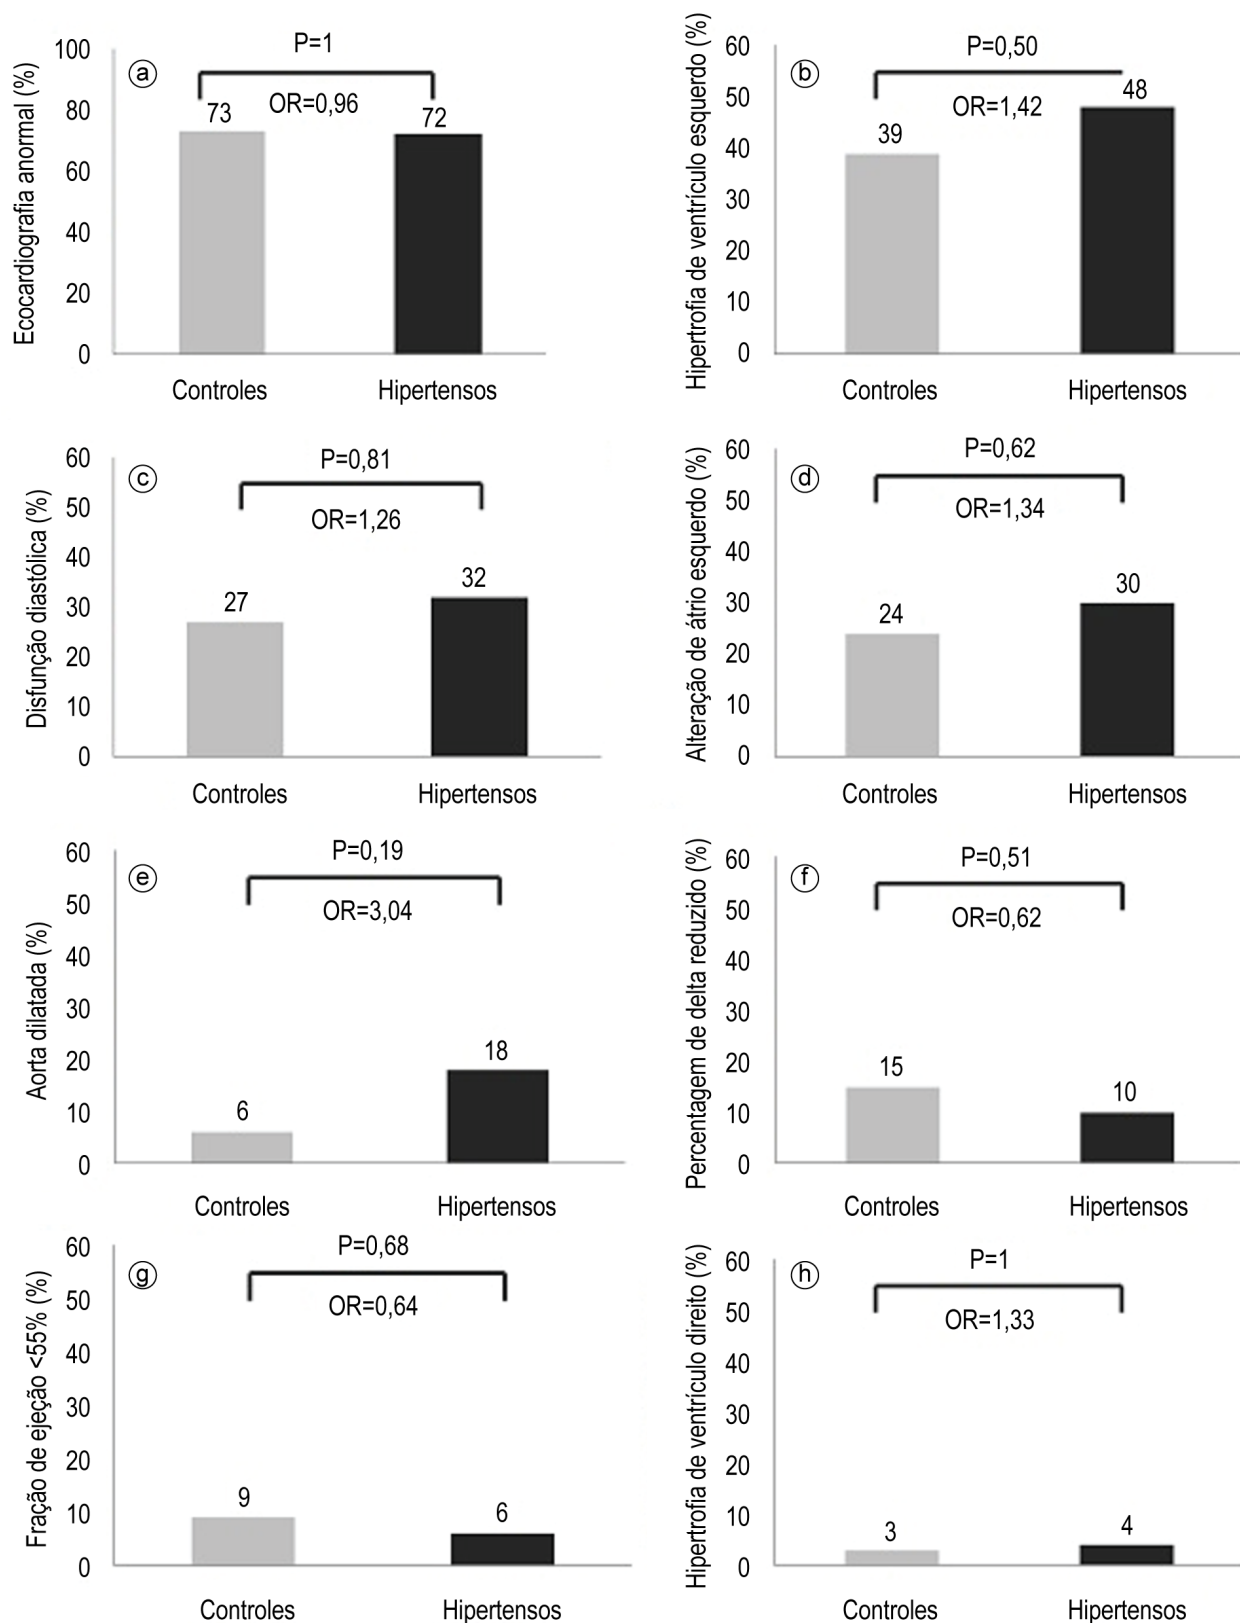 Ecocardiografia anormal (%)
100
80
60
40
20
0
a
P=1
OR=0,96
73
72
Controles
Hipertensos
Hipertrofia de ventrículo esquerdo (%)
60
50
40
30
20
10
0
b
P=0,50
OR=1,42
39
48
Controles
Hipertensos
Disfunção diastólica (%)
60
50
40
30
20
10
0
c
P=0,81
OR=1,26
27
32
Controles
Hipertensos
Alteração de átrio esquerdo (%)
60
50
40
30
20
10
0
d
P=0,62
OR=1,34
24
30
Controles
Hipertensos
Aorta dilatada (%)
60
50
40
30
20
10
0
e
P=0,19
OR=3,04
6
18
Controles
Hipertensos
Percentagem de delta reduzido (%)
60
50
40
30
20
10
0
f
P=0,51
OR=0,62
15
10
Controles
Hipertensos
Fração de ejeção <55% (%)
60
50
40
30
20
10
0
g
P=0,68
OR=0,64
9
6
Controles
Hipertensos
Hipertrofia de ventrículo direito (%)
60
50
40
30
20
10
0
h
P=1
OR=1,33
3
4
Controles
Hipertensos